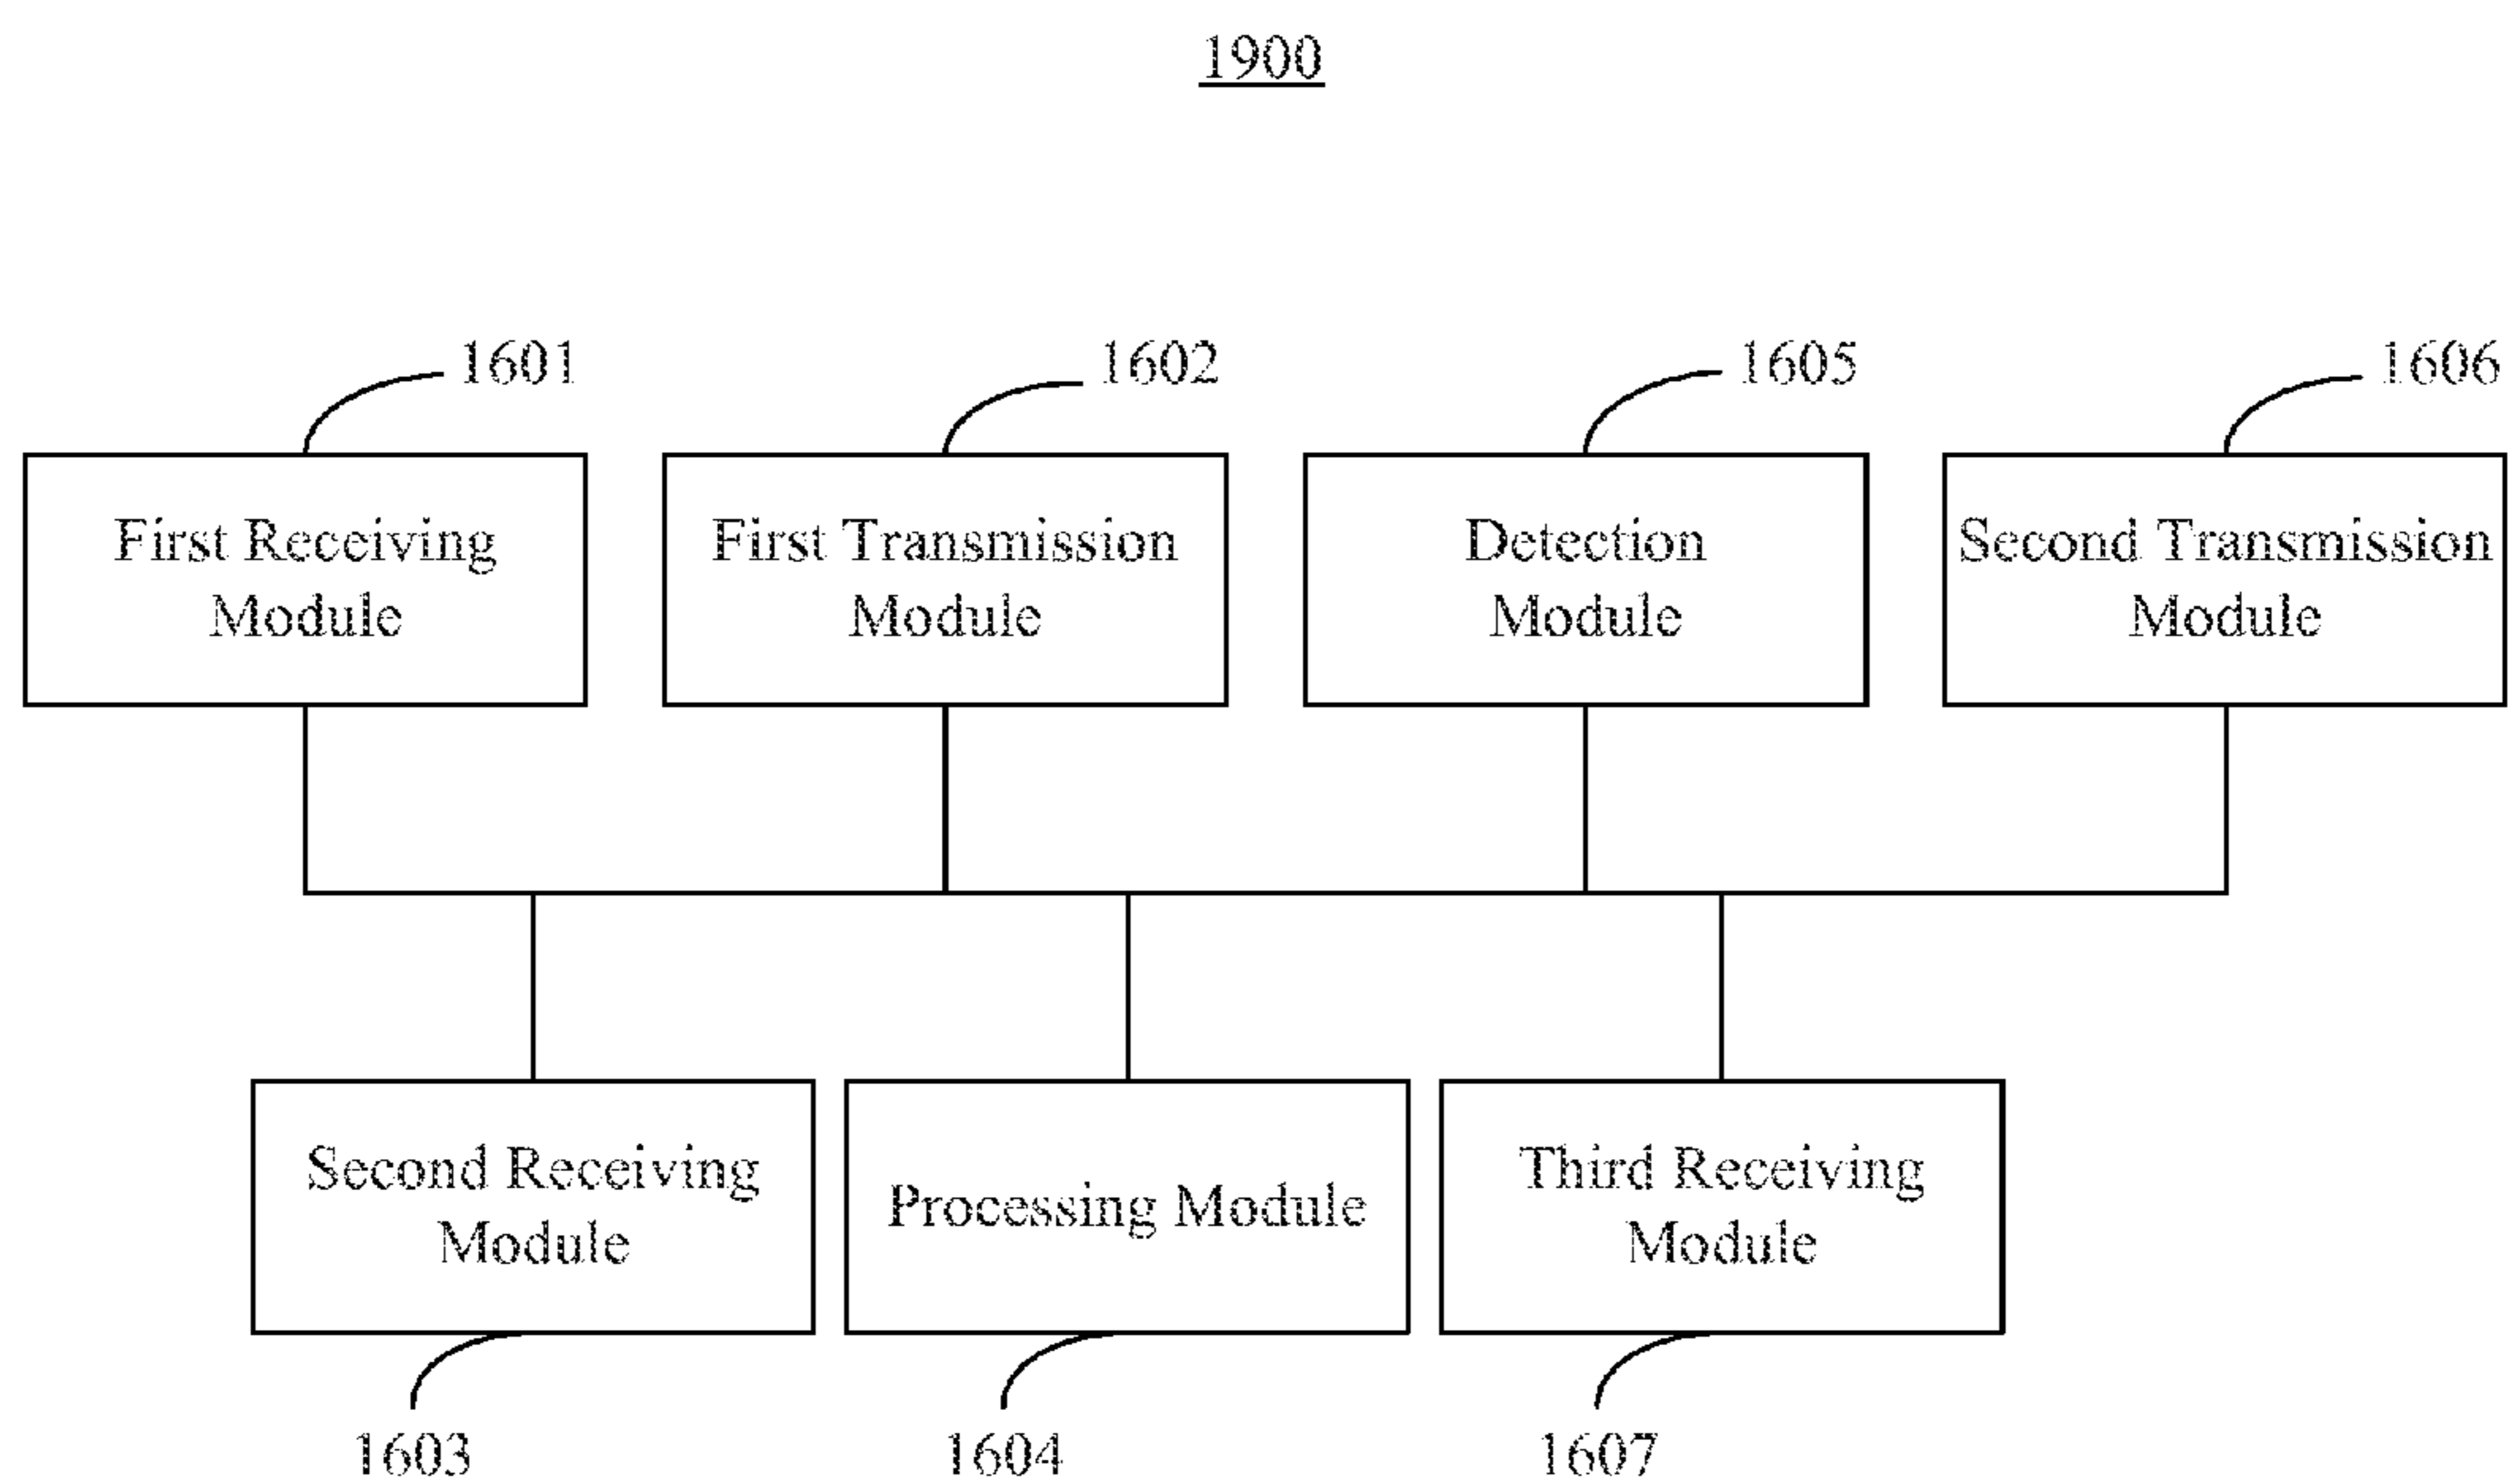 1900
1601
1602
1605
1606
First Receiving
Module
First Transmission
Module
Detection
Module
Second Transmission
Module
Second Receiving
Module
Processing Module
Third Receiving
Module
1603
1604
1607